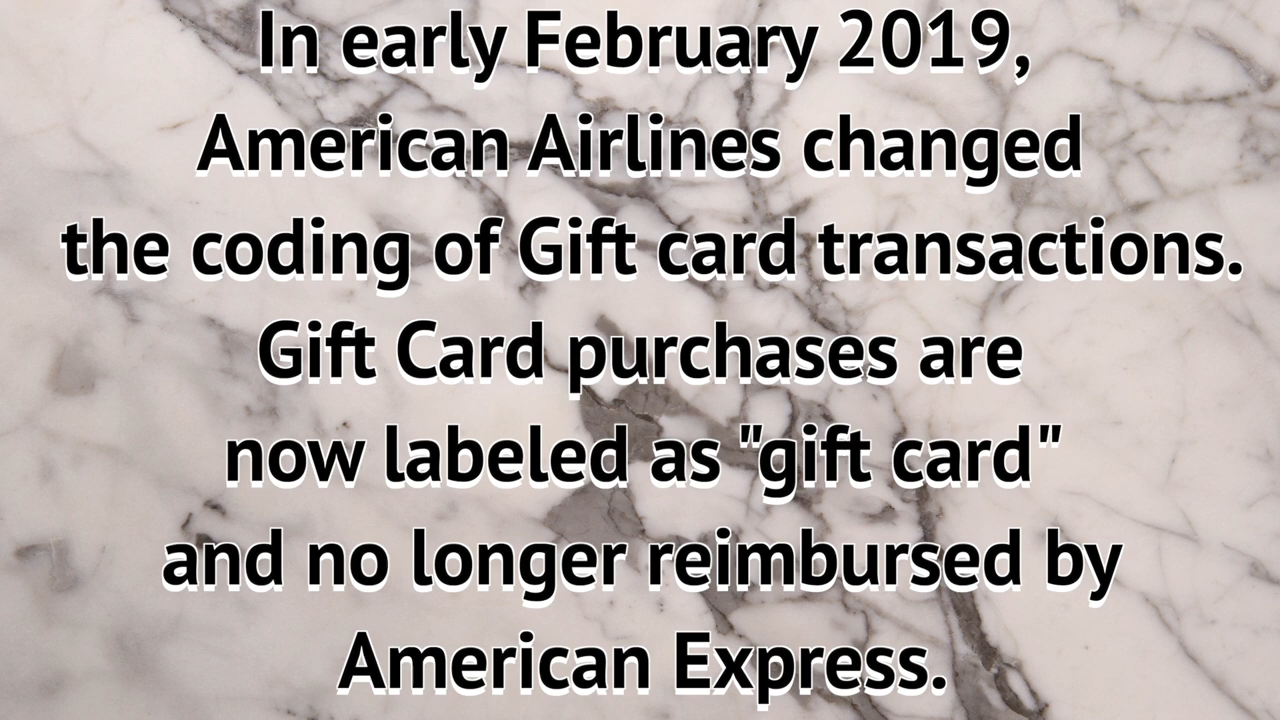 In early February 2019,
American Airlines changed
the coding of Gift card transactions.
Gift Card purchases are
now labeled as "gift card"
and no longer reimbursed by
American Express.